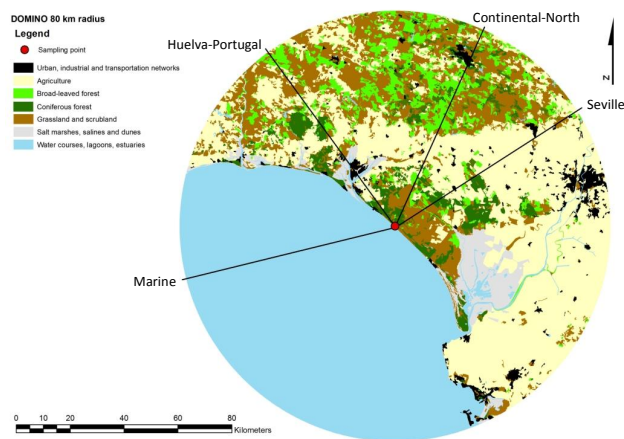 DOMINO 80 km radius
Legend
Sampling point
Urban, industrial and transportation networks
Agriculture
Broad-leaved forest
Coniferous forest
Grassland and scrubland
Salt marshes, salines and dunes
Water courses, lagoons, estuaries
Huelva-Portugal
Continental-North
Seville
Marine
N
0 10 20 40 60 80
Kilometers